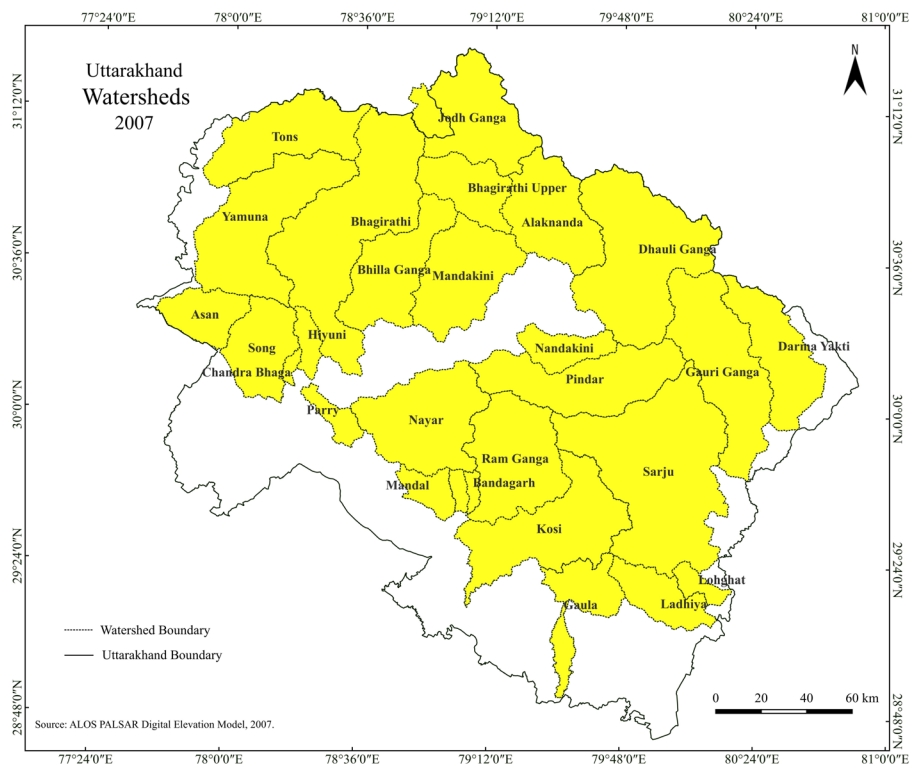 77°24'0"E 78°0'0"E 78°36'0"E 79°12'0"E 79°48'0"E 80°24'0"E 81°0'0"E
Uttarakhand
Watersheds
2007
N
31°12'0"N
31°12'0"N
Jodh Ganga
Tons
Bhagirathi Upper
Yamuna
Bhagirathi
Alaknanda
Dhauli Ganga
30°36'0"N
30°36'0"N
Bhilla Ganga
Mandakini
Asan
Hiyuni
Song
Nandakini
Darma Yakti
Chandra Bhaga
Pindar
Gauri Ganga
30°0'0"N
30°0'0"N
Parry
Nayar
Ram Ganga
Sarju
Mandal
Bandagarh
Kosi
29°24'0"N
29°24'0"N
Lohghat
Gaula
Ladhiya
Watershed Boundary
Uttarakhand Boundary
0 20 40 60 km
28°48'0"N
28°48'0"N
Source: ALOS PALSAR Digital Elevation Model, 2007.
77°24'0"E 78°0'0"E 78°36'0"E 79°12'0"E 79°48'0"E 80°24'0"E 81°0'0"E